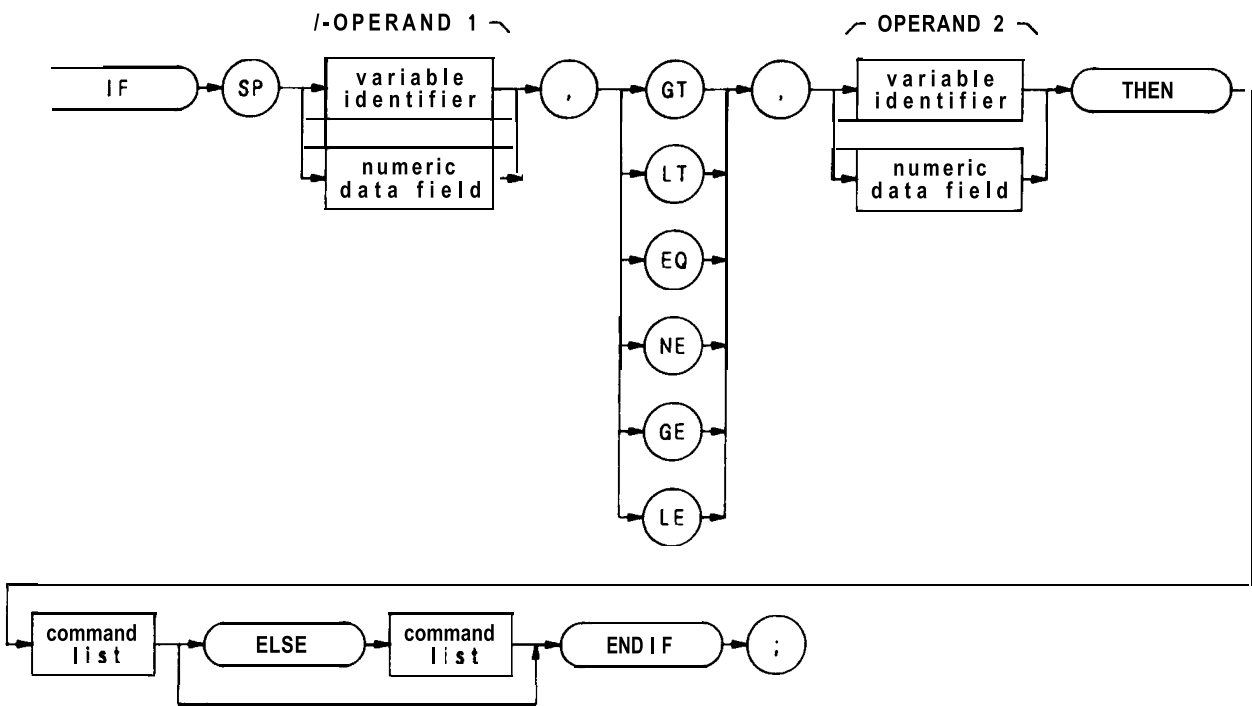 /-OPERAND 1
OPERAND 2
IF
SP
variable
identifier
numeric
data field
,
GT
LT
EQ
NE
GE
LE
,
variable
identifier
numeric
data field
THEN
command
list
ELSE
command
list
ENDIF
;